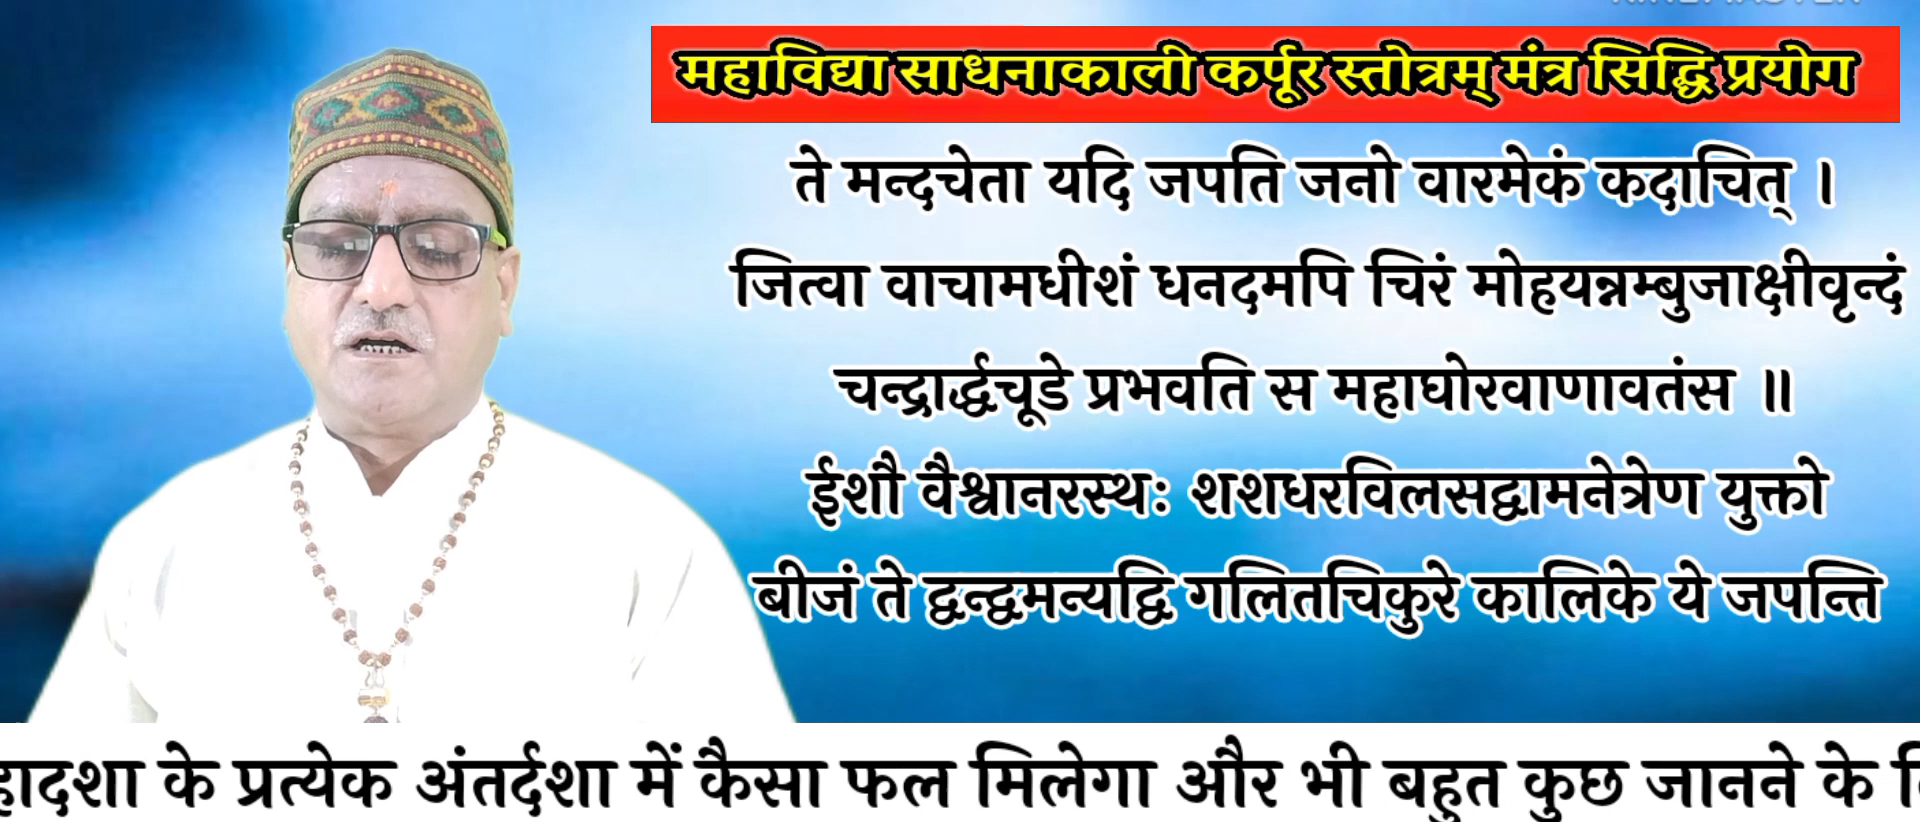 महाविद्या साधनाकाली कर्पूर स्तोत्रम् मंत्र सिद्धि प्रयोग
ते मन्दचेता यदि जपति जनो वारमेकं कदाचित् ।
जित्वा वाचामधीशं धनदमपि चिरं मोहयन्नम्बुजाक्षीवृन्दं
चन्द्रार्द्धचूडे प्रभवति स महाघोरवाणावतंस ॥
ईशौ वैश्वानरस्थः शशधरविलसद्वामनेत्रेण युक्तो
बीजं ते द्वन्द्वमन्यद्वि गलितचिकुरे कालिके ये जपन्ति
के प्रत्येक अंतर्दशा में कैसा फल मिलेगा और भी बहुत कुछ जानने के